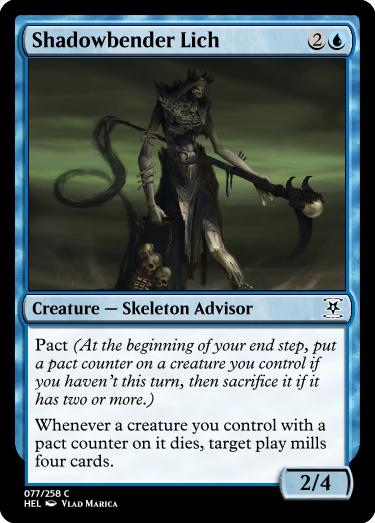 Shadowbender Lich 2
Creature — Skeleton Advisor
Pact (At the beginning of your end step, put
a pact counter on a creature you control if
you haven't this turn, then sacrifice it if it
has two or more.)
Whenever a creature you control with a
pact counter on it dies, target play mills
four cards.
2/4
077/258 C
HEL Vlad Marica